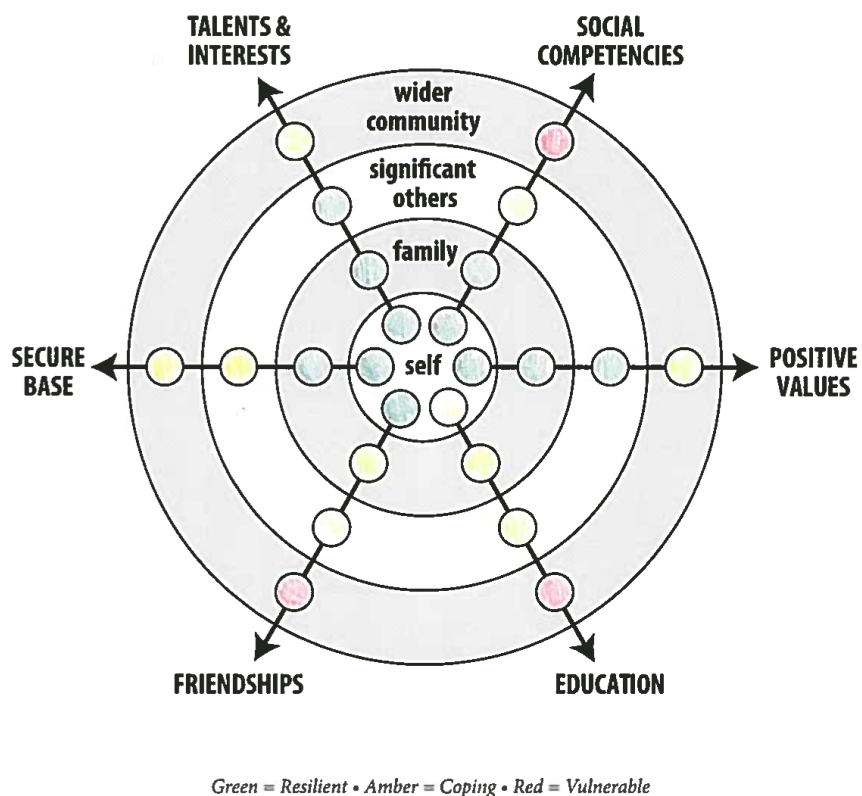 TALENTS &
INTERESTS
SOCIAL
COMPETENCIES
wider
community
significant
others
family
SECURE
BASE
self
POSITIVE
VALUES
FRIENDSHIPS
EDUCATION
Green = Resilient • Amber = Coping • Red = Vulnerable